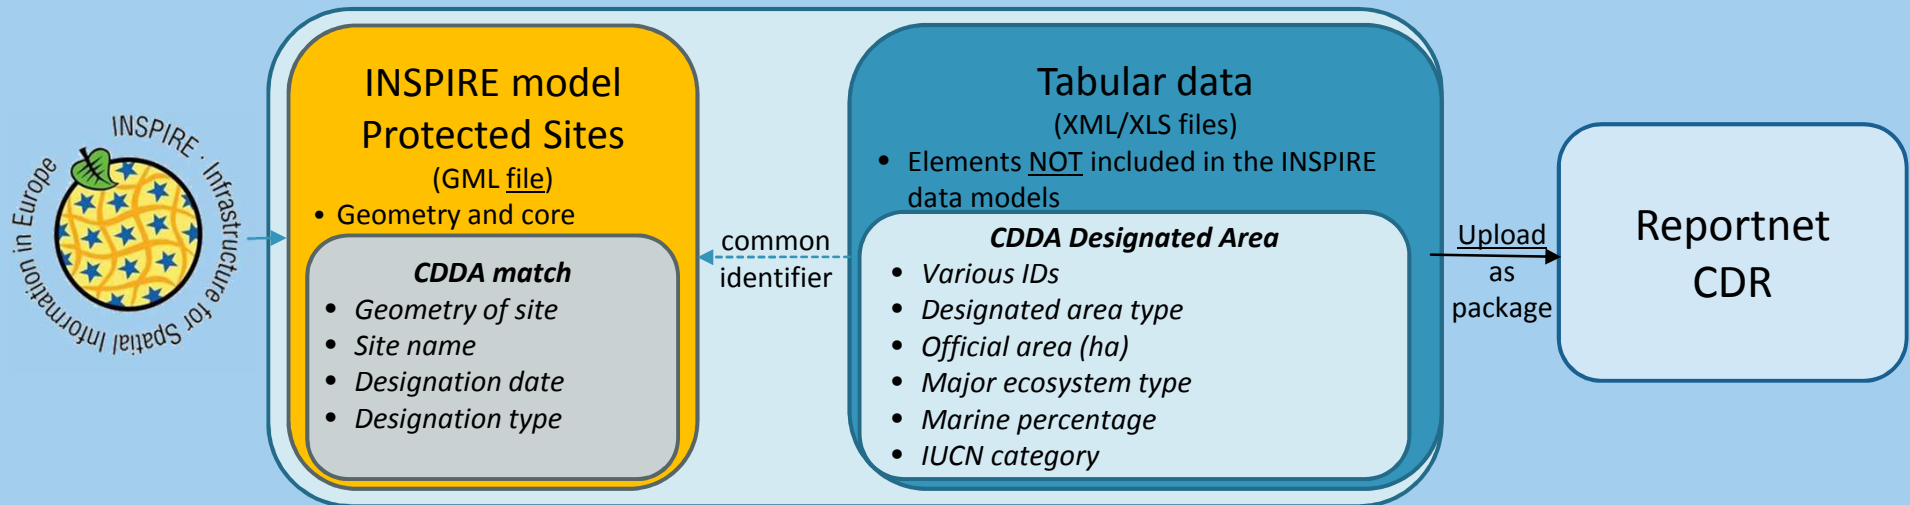 INSPIRE · Infrastructure for Spatial Information in Europe
INSPIRE model
Protected Sites
(GML file)
• Geometry and core
CDDA match
• Geometry of site
• Site name
• Designation date
• Designation type
common
identifier
Tabular data
(XML/XLS files)
• Elements NOT included in the INSPIRE
data models
CDDA Designated Area
• Various IDs
• Designated area type
• Official area (ha)
• Major ecosystem type
• Marine percentage
• IUCN category
Upload
as
package
Reportnet
CDR